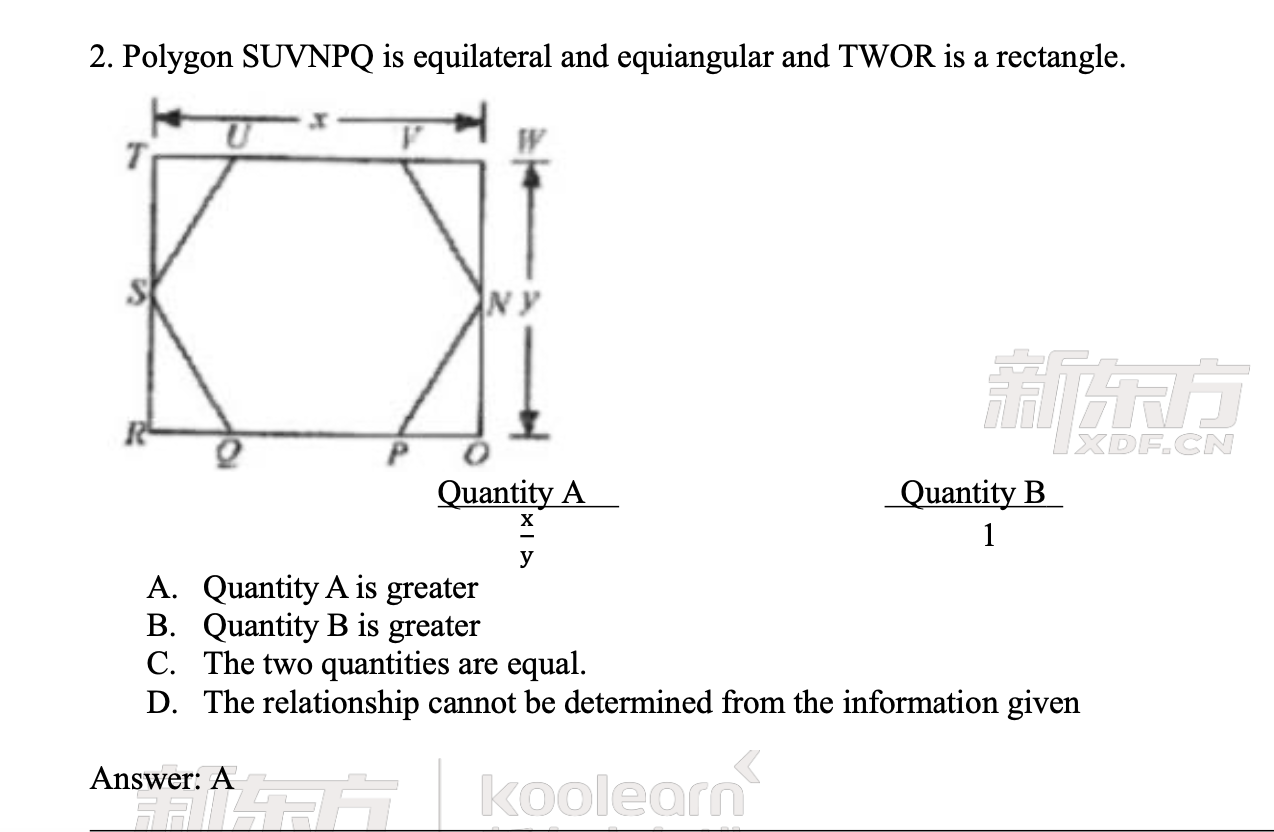 2. Polygon SUVNPQ is equilateral and equiangular and TWOR is a rectangle.
x
T U V W
S N y
R Q P O
新东方
XDF.CN
Quantity A Quantity B
x
y
1
A. Quantity A is greater
B. Quantity B is greater
C. The two quantities are equal.
D. The relationship cannot be determined from the information given
Answer: A
新东方 koolearn